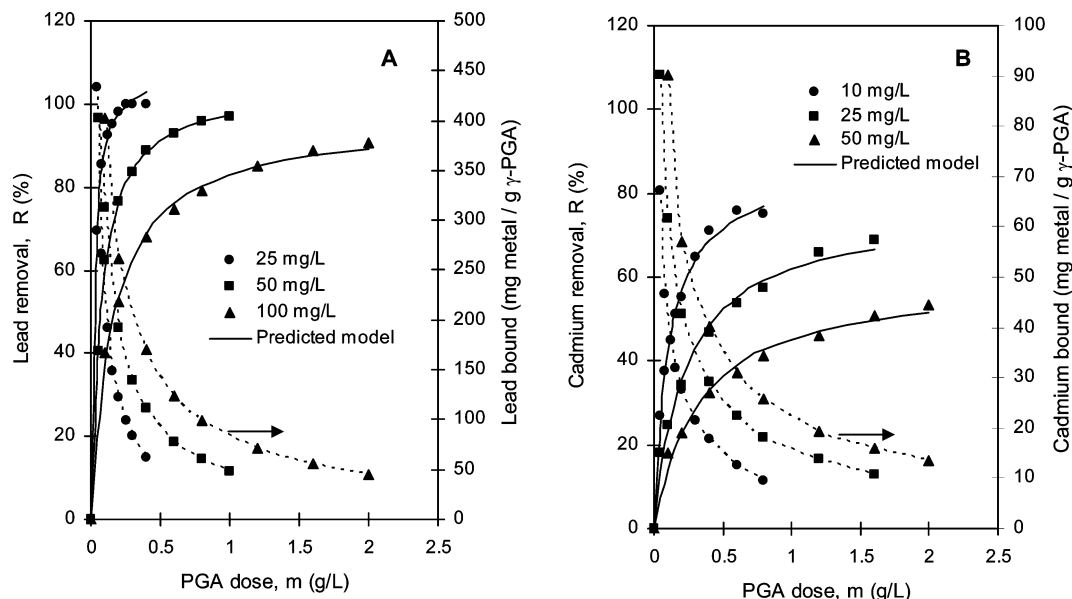 A
Lead removal, R (%)
120
100
80
60
40
20
0
25 mg/L
50 mg/L
100 mg/L
Predicted model
500
450
400
350
300
250
200
150
100
50
0
Lead bound (mg metal / g γ-PGA)
0 0.5 1 1.5 2 2.5
PGA dose, m (g/L)
B
Cadmium removal, R (%)
120
100
80
60
40
20
0
10 mg/L
25 mg/L
50 mg/L
Predicted model
100
90
80
70
60
50
40
30
20
10
0
Cadmium bound (mg metal / g γ-PGA)
0 0.5 1 1.5 2 2.5
PGA dose, m (g/L)